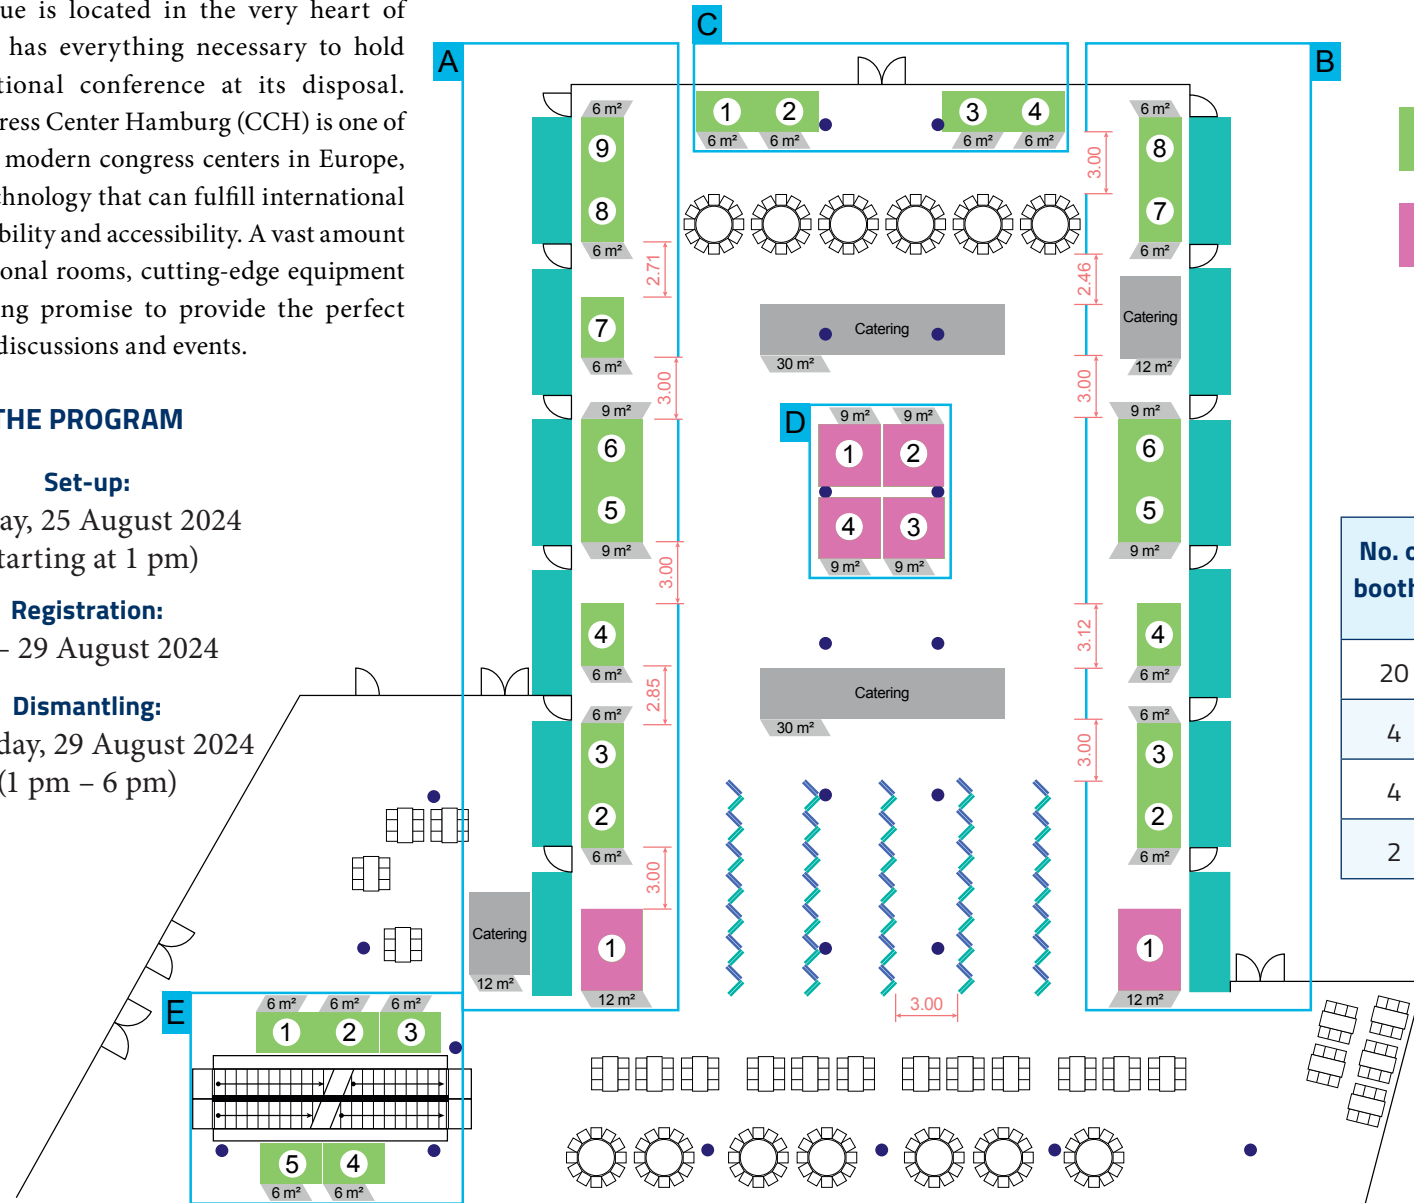 ue is located in the very heart of
has everything necessary to hold
tional conference at its disposal.
ress Center Hamburg (CCH) is one of
modern congress centers in Europe,
chnology that can fulfill international
bility and accessibility. A vast amount
ional rooms, cutting-edge equipment
ng promise to provide the perfect
discussions and events.
THE PROGRAM
Set-up:
ay, 25 August 2024
tarting at 1 pm)
Registration:
– 29 August 2024
Dismantling:
day, 29 August 2024
(1 pm – 6 pm)
A
6 m²
9
8
6 m²
2.71
7
6 m²
3.00
9 m²
6
5
9 m²
3.00
4
6 m²
2.85
6 m²
3
2
6 m²
3.00
Catering
12 m²
1
12 m²
C
1
2
3
4
6 m²
6 m²
6 m²
6 m²
Catering
30 m²
D
9 m²
9 m²
1
2
4
3
9 m²
9 m²
Catering
30 m²
3.00
B
6 m²
8
3.00
7
6 m²
2.46
Catering
12 m²
3.00
9 m²
6
5
9 m²
3.12
4
6 m²
6 m²
3.00
3
2
6 m²
1
12 m²
E
6 m²
6 m²
6 m²
1
2
3
5
4
6 m²
6 m²
No. o
booth
20
4
4
2